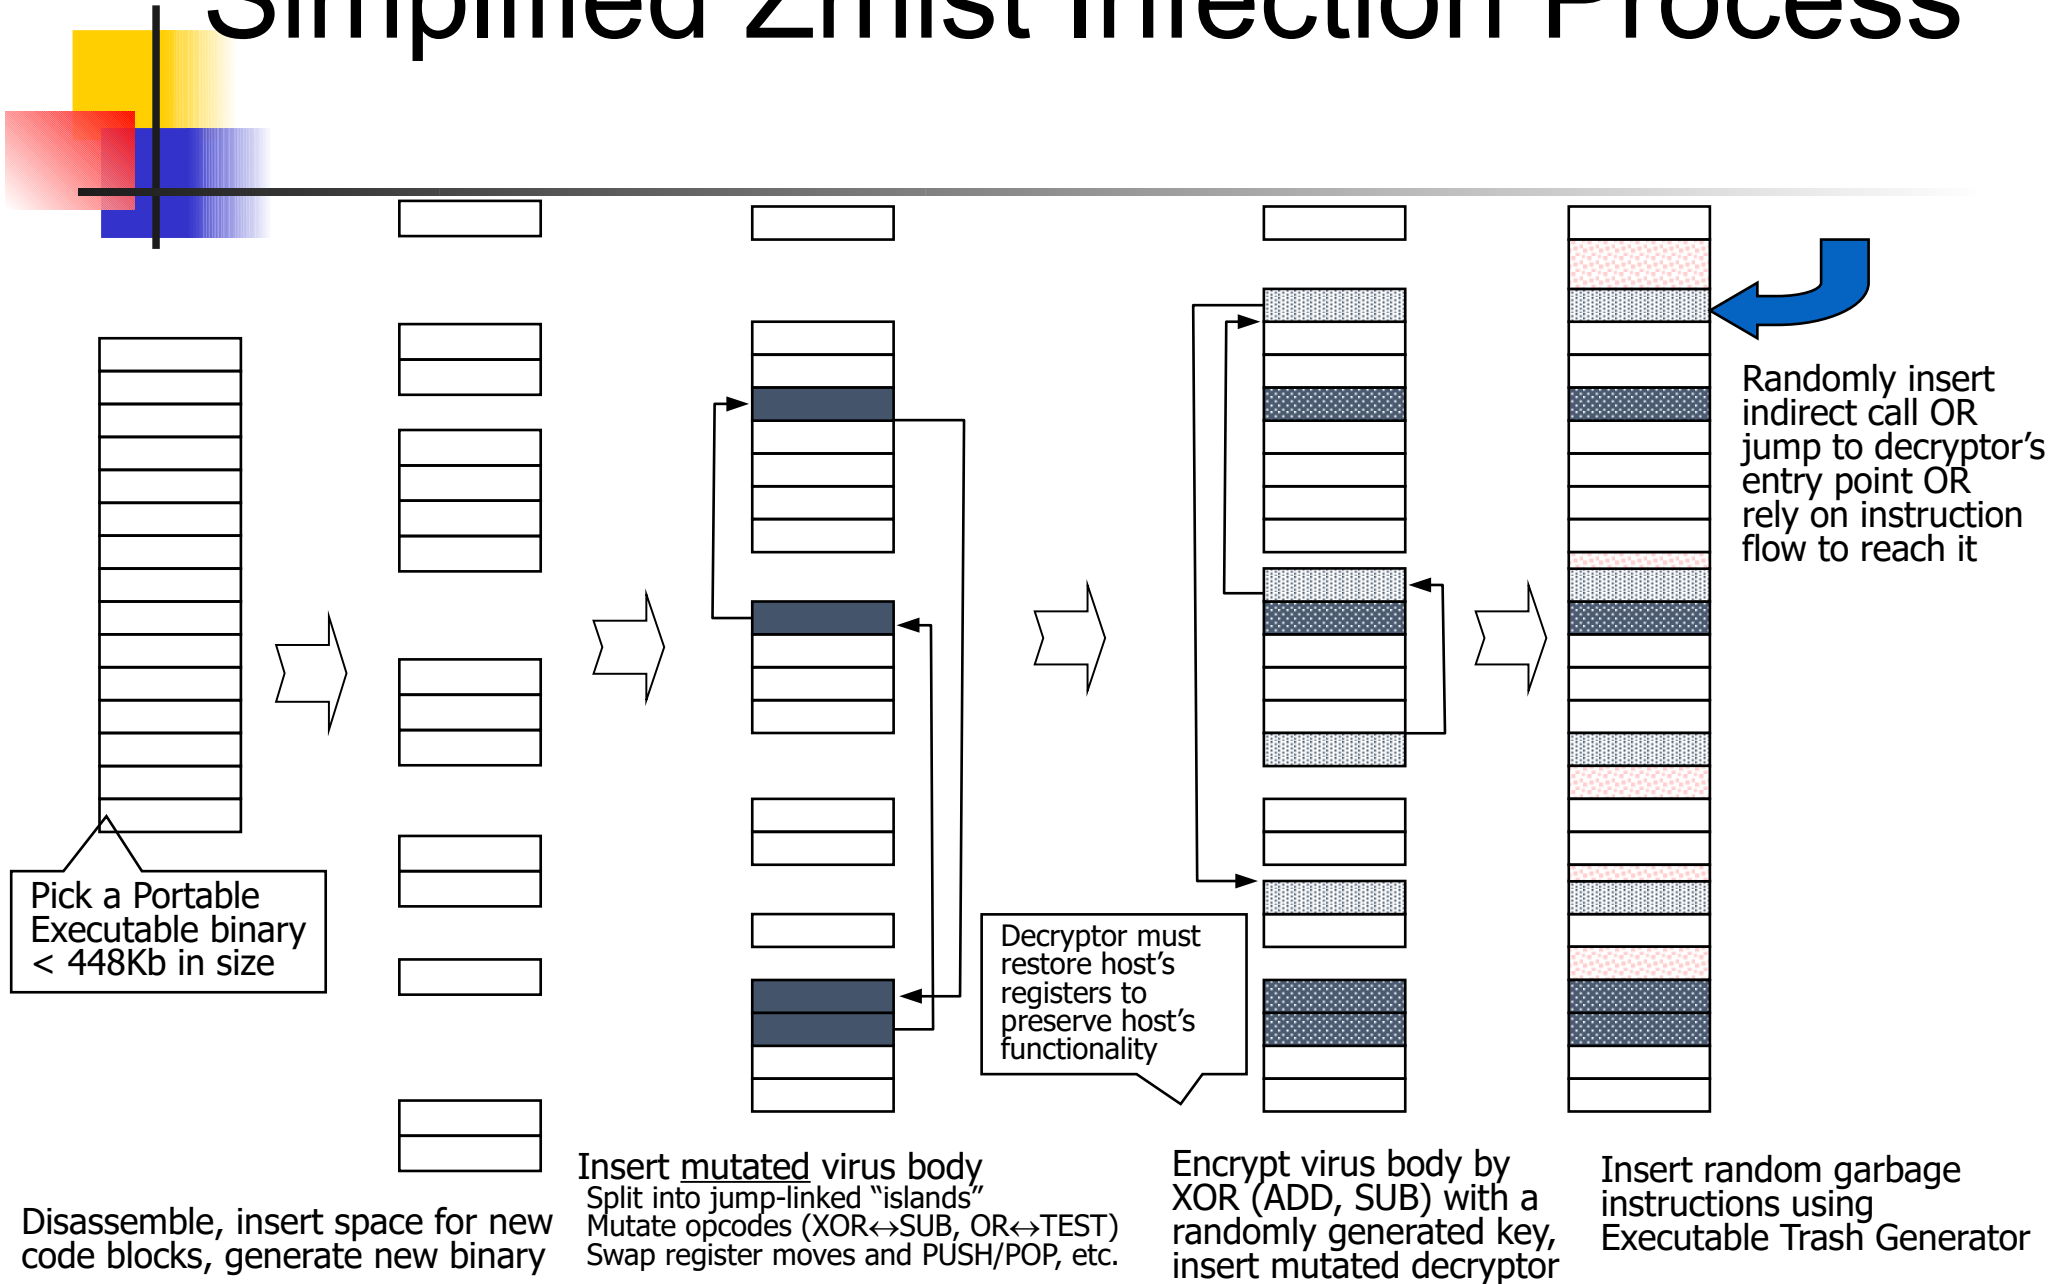 Simplified Zmist Infection Process
Randomly insert
indirect call OR
jump to decryptor’s
entry point OR
rely on instruction
flow to reach it
Pick a Portable
Executable binary
< 448Kb in size
Decryptor must
restore host’s
registers to
preserve host’s
functionality
Disassemble, insert space for new
code blocks, generate new binary
Insert mutated virus body
Split into jump-linked “islands”
Mutate opcodes (XOR↔SUB, OR↔TEST)
Swap register moves and PUSH/POP, etc.
Encrypt virus body by
XOR (ADD, SUB) with a
randomly generated key,
insert mutated decryptor
Insert random garbage
instructions using
Executable Trash Generator